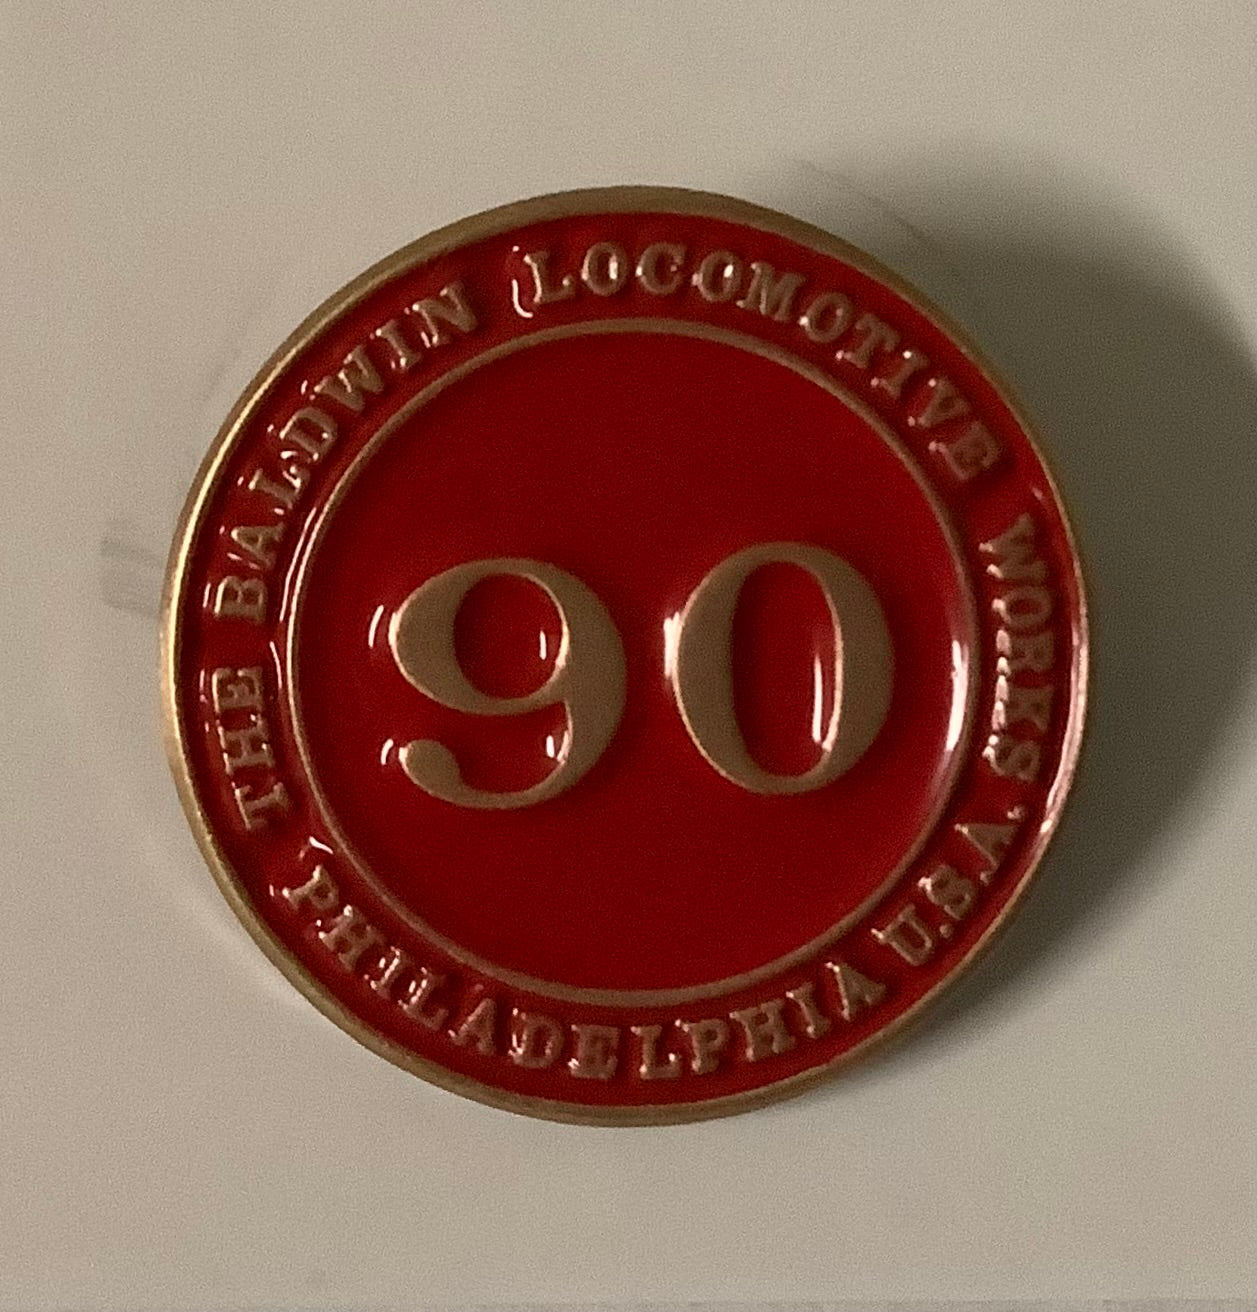 THE BALDWIN LOCOMOTIVE WORKS
90
PHILADELPHIA U.S.A.